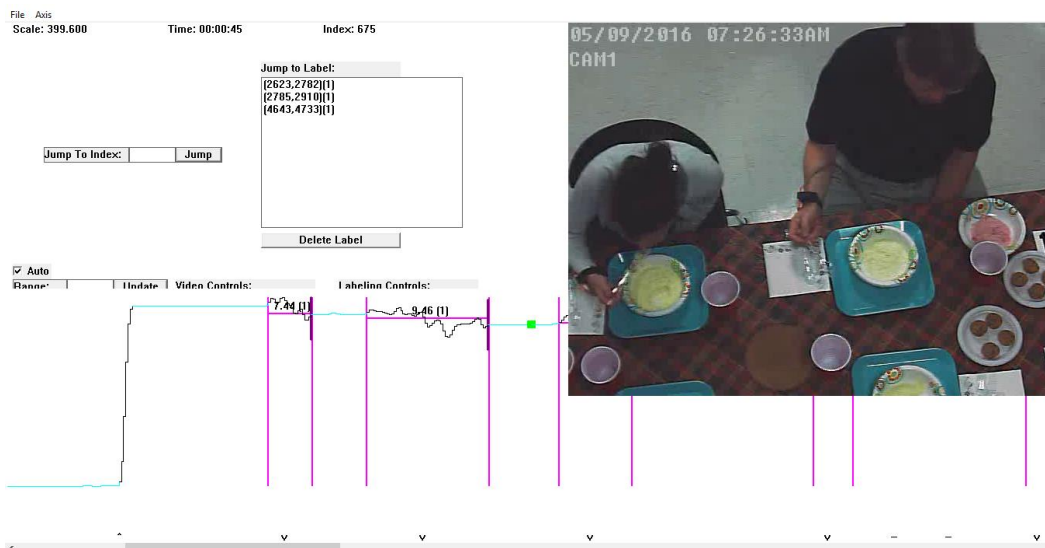 File Axis
Scale: 399.600 Time: 00:00:45 Index: 675
05/09/2016 07:26:33AM
CAM1
Jump to Label:
(2623,2782)(1)
(2785,2910)(1)
(4643,4733)(1)
Jump To Index: Jump
Delete Label
Auto
Range: Update Video Controls: Labeling Controls:
7.44 (1) 9.46 (1)